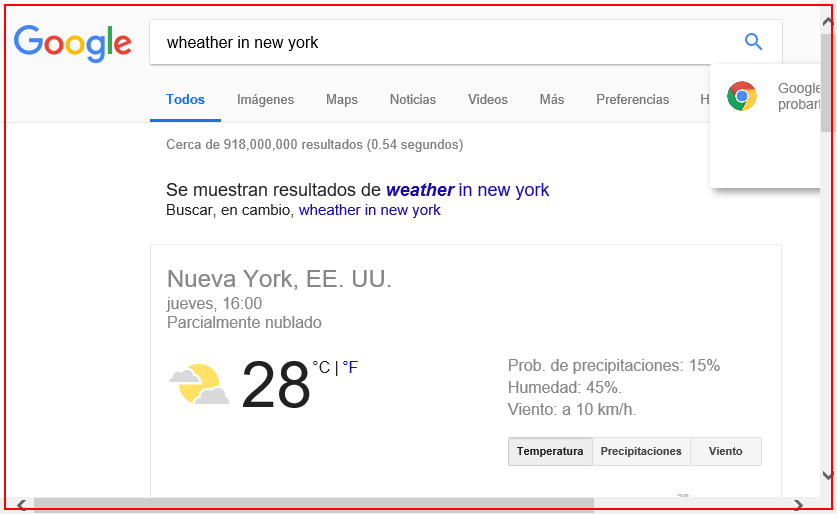 Google
wheather in new york
Todos Imágenes Maps Noticias Videos Más Preferencias H
Google
probarl
Cerca de 918,000,000 resultados (0.54 segundos)
Se muestran resultados de weather in new york
Buscar, en cambio, wheather in new york
Nueva York, EE. UU.
jueves, 16:00
Parcialmente nublado
28 °C | °F
Prob. de precipitaciones: 15%
Humedad: 45%.
Viento: a 10 km/h.
Temperatura Precipitaciones Viento